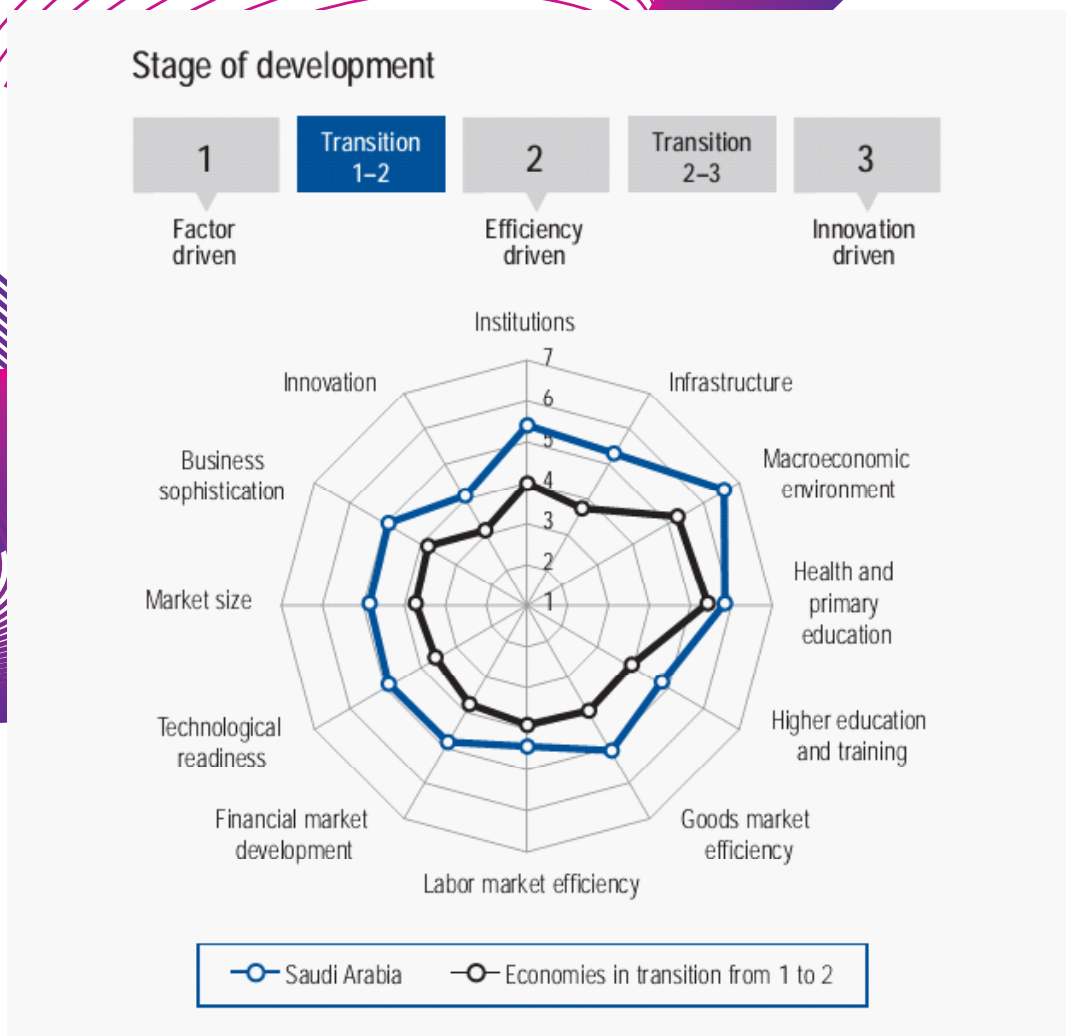 Stage of development
1
Transition
1–2
2
Transition
2–3
3
Factor
driven
Efficiency
driven
Innovation
driven
Institutions
7
Innovation
Infrastructure
6
Business
sophistication
5
Macroeconomic
environment
4
3
2
Market size
1
Health and
primary
education
Technological
readiness
Higher education
and training
Financial market
development
Goods market
efficiency
Labor market efficiency
Saudi Arabia
Economies in transition from 1 to 2